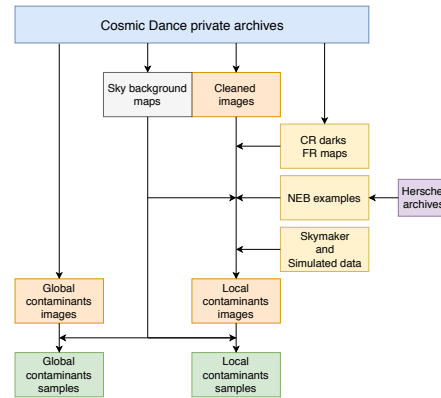 Cosmic Dance private archives
Sky background
maps
Cleaned
images
CR darks
FR maps
NEB examples
Herschel
archives
Skymaker
and
Simulated data
Global
contaminants
images
Local
contaminants
images
Global
contaminants
samples
Local
contaminants
samples